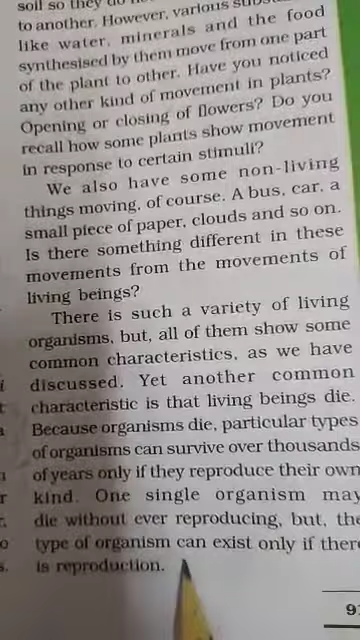 soil so they do
to another. However, various
like water, minerals and the food
synthesised by them move from one part
of the plant to other. Have you noticed
any other kind of movement in plants?
Opening or closing of flowers? Do you
recall how some plants show movement
in response to certain stimuli?
We also have some non-living
things moving, of course. A bus, car, a
small piece of paper, clouds and so on.
Is there something different in these
movements from the movements of
living beings?
There is such a variety of living
organisms, but, all of them show some
common characteristics, as we have
discussed. Yet another common
characteristic is that living beings die.
Because organisms die, particular types
of organisms can survive over thousands
of years only if they reproduce their own
kind. One single organism may
die without ever reproducing, but, the
type of organism can exist only if there
is reproduction.